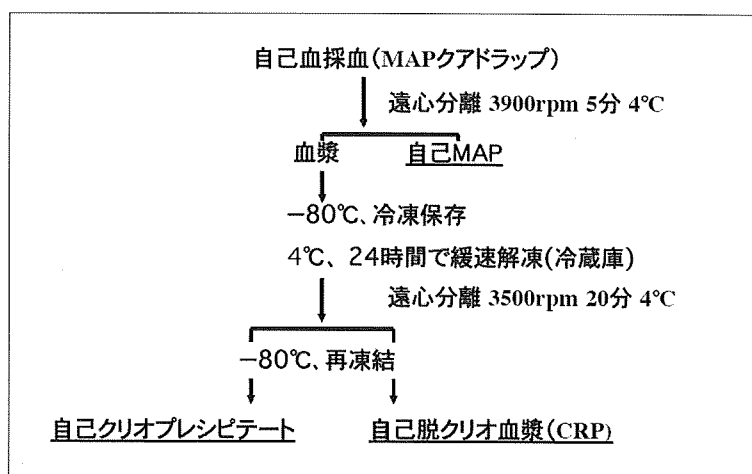 自己血採血(MAPクアドラップ)
遠心分離 3900rpm 5分 4℃
血漿 自己MAP
－80℃、冷凍保存
4℃、24時間で緩速解凍(冷蔵庫)
遠心分離 3500rpm 20分 4℃
－80℃、再凍結
自己クリオプレシピテート 自己脱クリオ血漿(CRP)